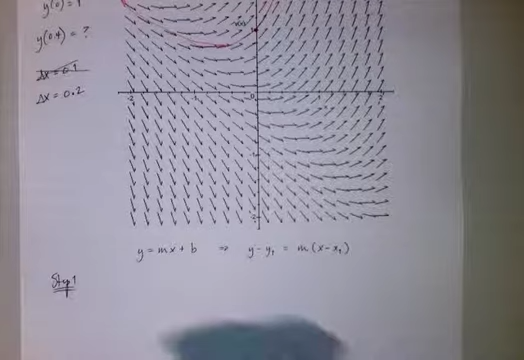 y(0) = 1
y(0.4) = ?
Δx = 0.1
Δx = 0.2
y = mx + b ⇒ y - y₁ = m(x - x₁)
Step 1